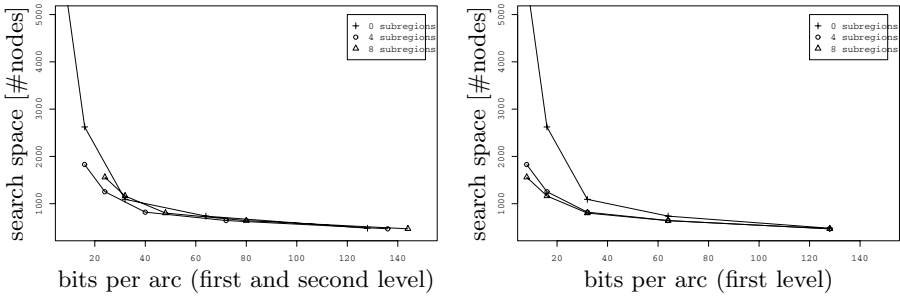 search space [#nodes]
5000
4000
3000
2000
1000
0 subregions
4 subregions
8 subregions
20 40 60 80 100 120 140
bits per arc (first and second level)
search space [#nodes]
5000
4000
3000
2000
1000
0 subregions
4 subregions
8 subregions
20 40 60 80 100 120 140
bits per arc (first level)